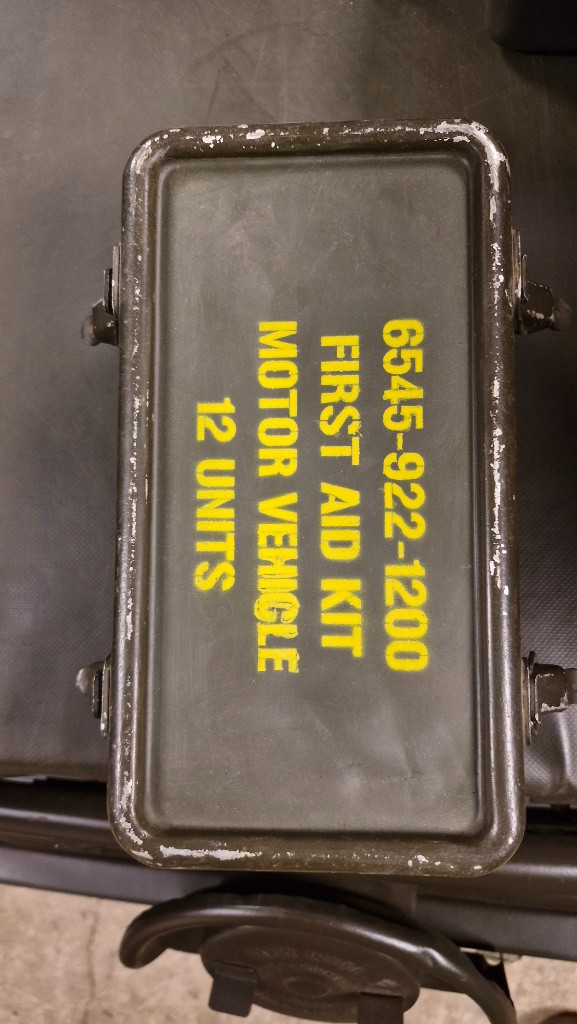 6545-922-1200
FIRST AID KIT
MOTOR VEHICLE
12 UNITS